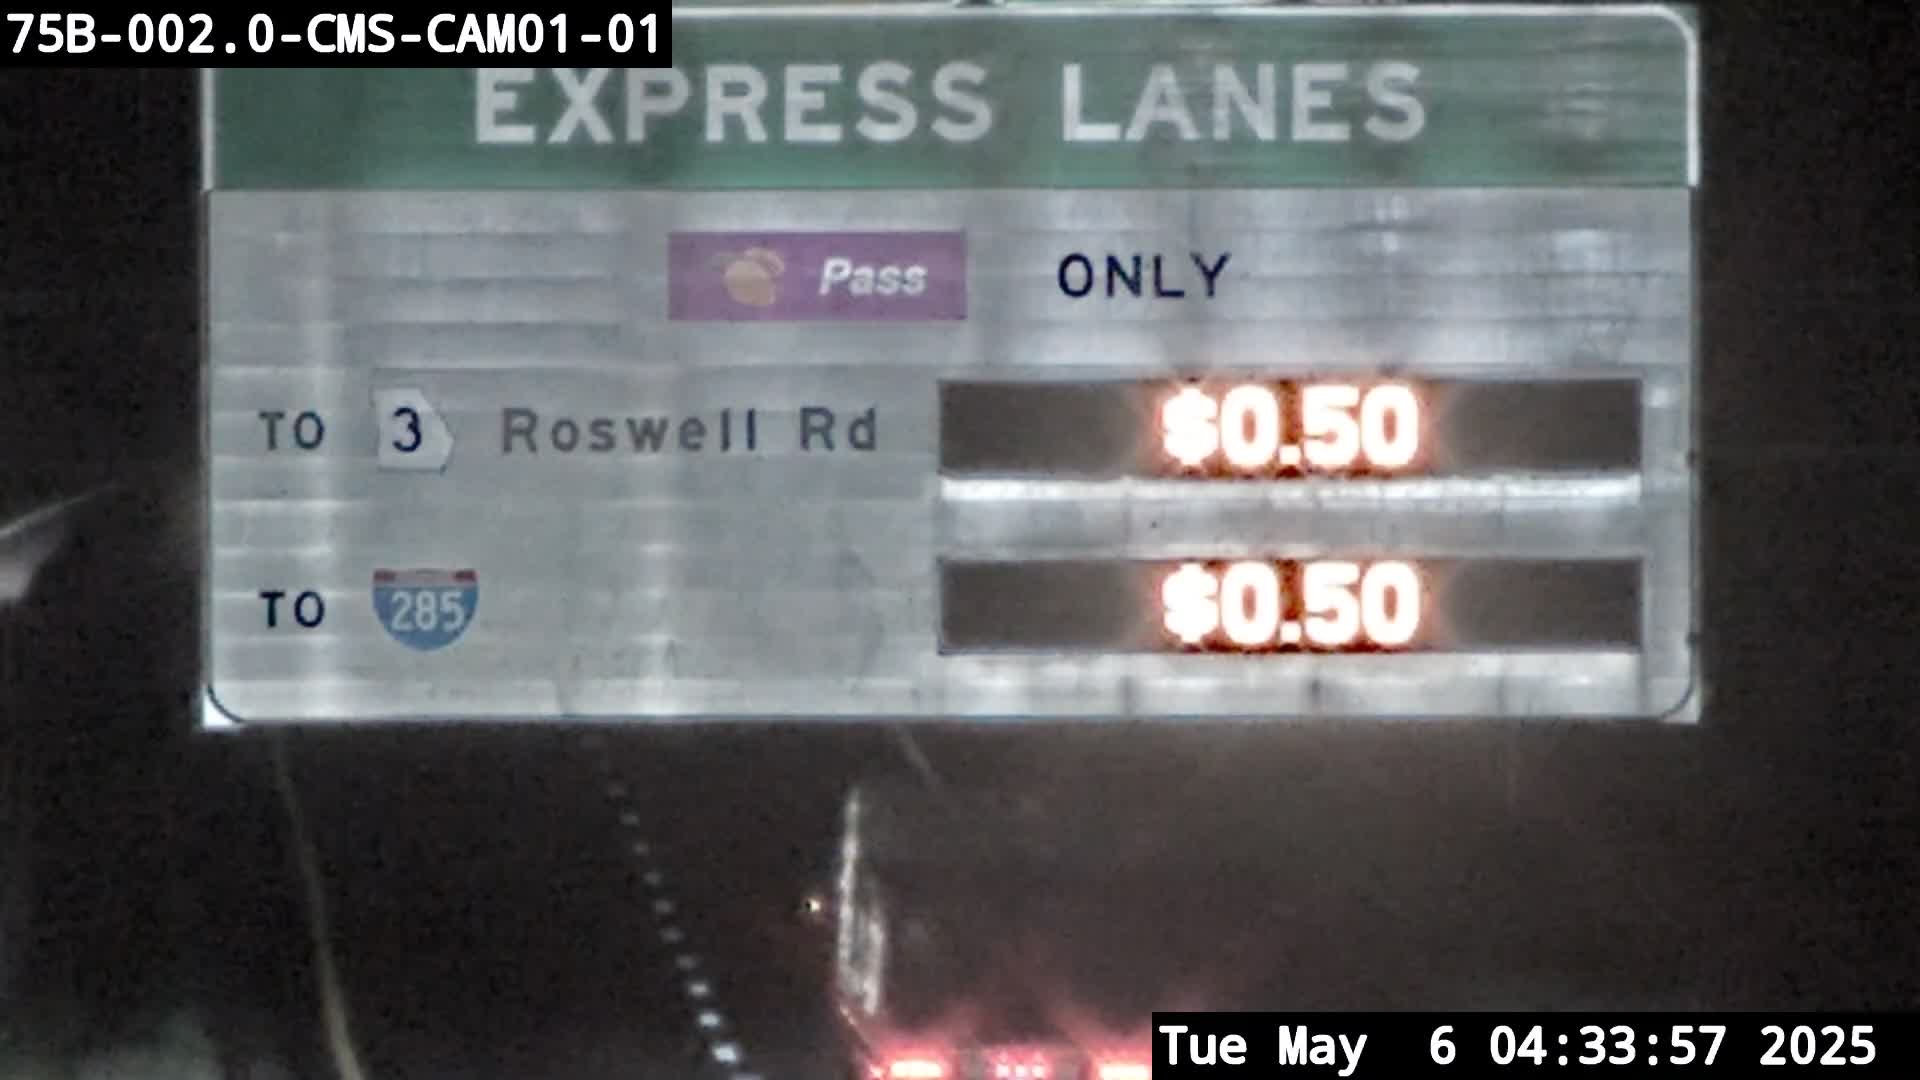 75B-002.0-CMS-CAM01-01
EXPRESS LANES
Pass ONLY
TO 3 Roswell Rd $0.50
TO 285 $0.50
Tue May 6 04:33:57 2025